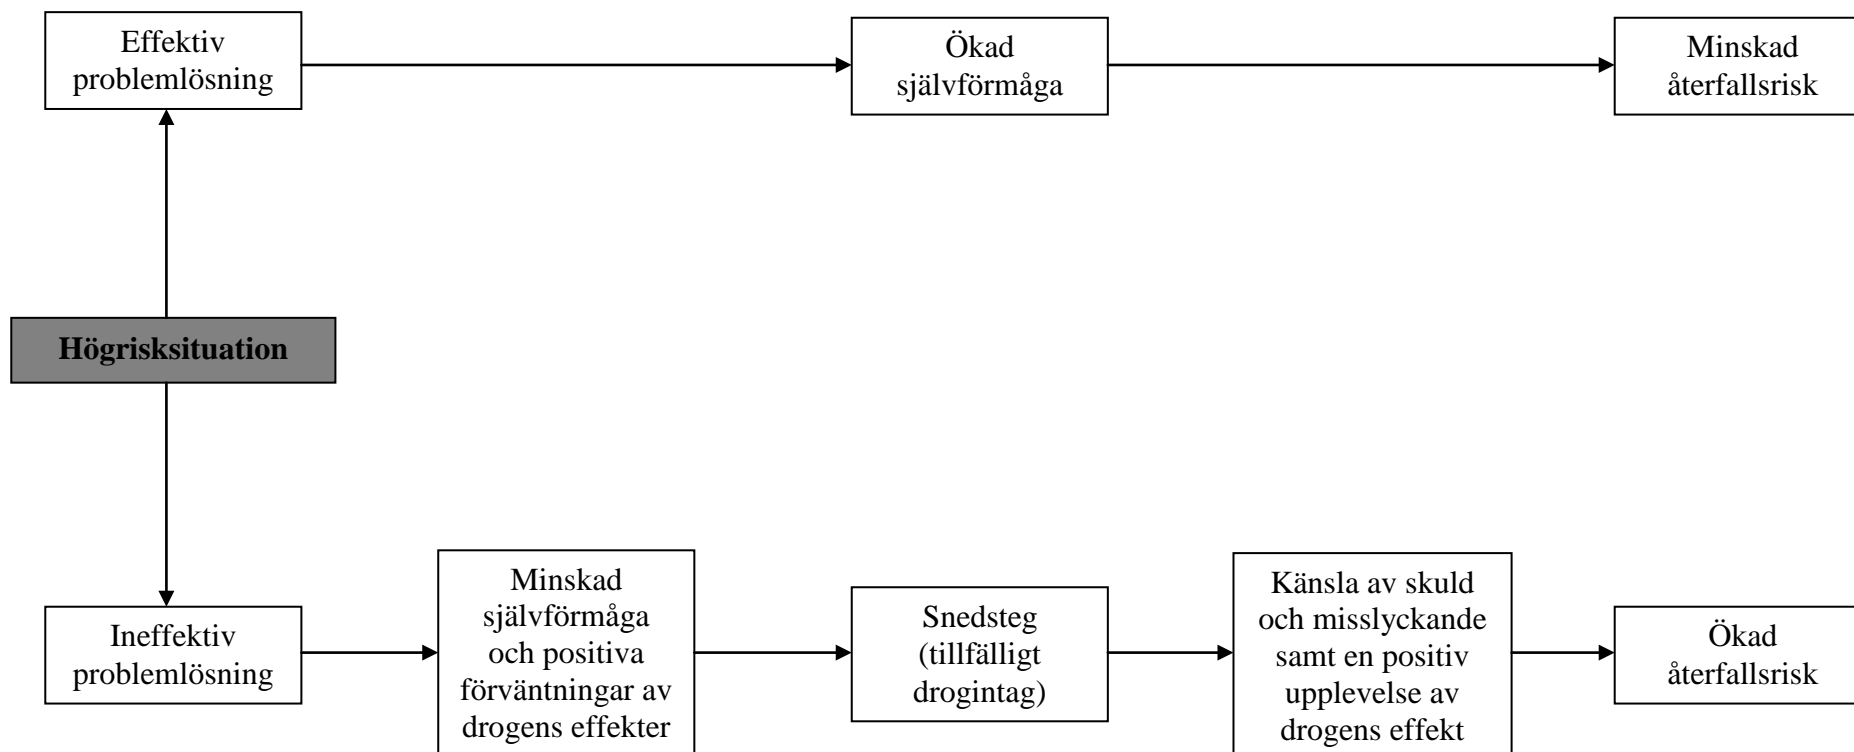 Effektiv
problemlösning
Ökad
självförmåga
Minskad
återfallsrisk
Högrisksituation
Ineffektiv
problemlösning
Minskad
självförmåga
och positiva
förväntningar av
drogens effekter
Snedsteg
(tillfälligt
drogintag)
Känsla av skuld
och misslyckande
samt en positiv
upplevelse av
drogens effekt
Ökad
återfallsrisk